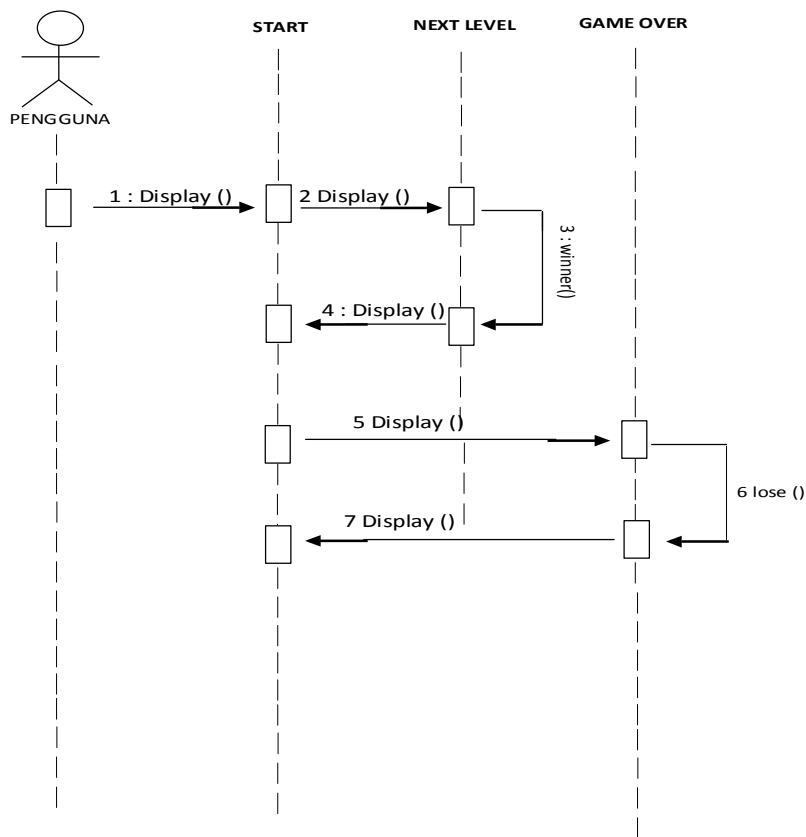 START
NEXT LEVEL
GAME OVER
PENGGUNA
1 : Display ()
2 Display ()
3 : winner()
4 : Display ()
5 Display ()
6 lose ()
7 Display ()